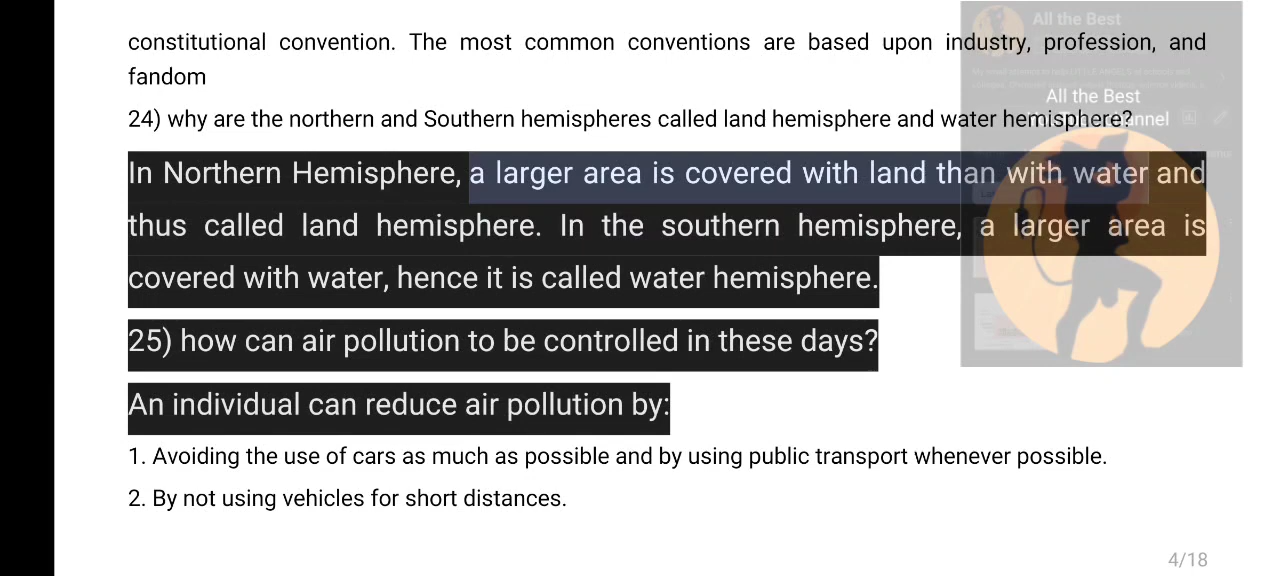 constitutional convention. The most common conventions are based upon industry, profession, and
fandom
24) why are the northern and Southern hemispheres called land hemisphere and water hemisphere?
In Northern Hemisphere, a larger area is covered with land than with water and
thus called land hemisphere. In the southern hemisphere, a larger area is
covered with water, hence it is called water hemisphere.
25) how can air pollution to be controlled in these days?
An individual can reduce air pollution by:
1. Avoiding the use of cars as much as possible and by using public transport whenever possible.
2. By not using vehicles for short distances.
4/18
All the Best
All the Best